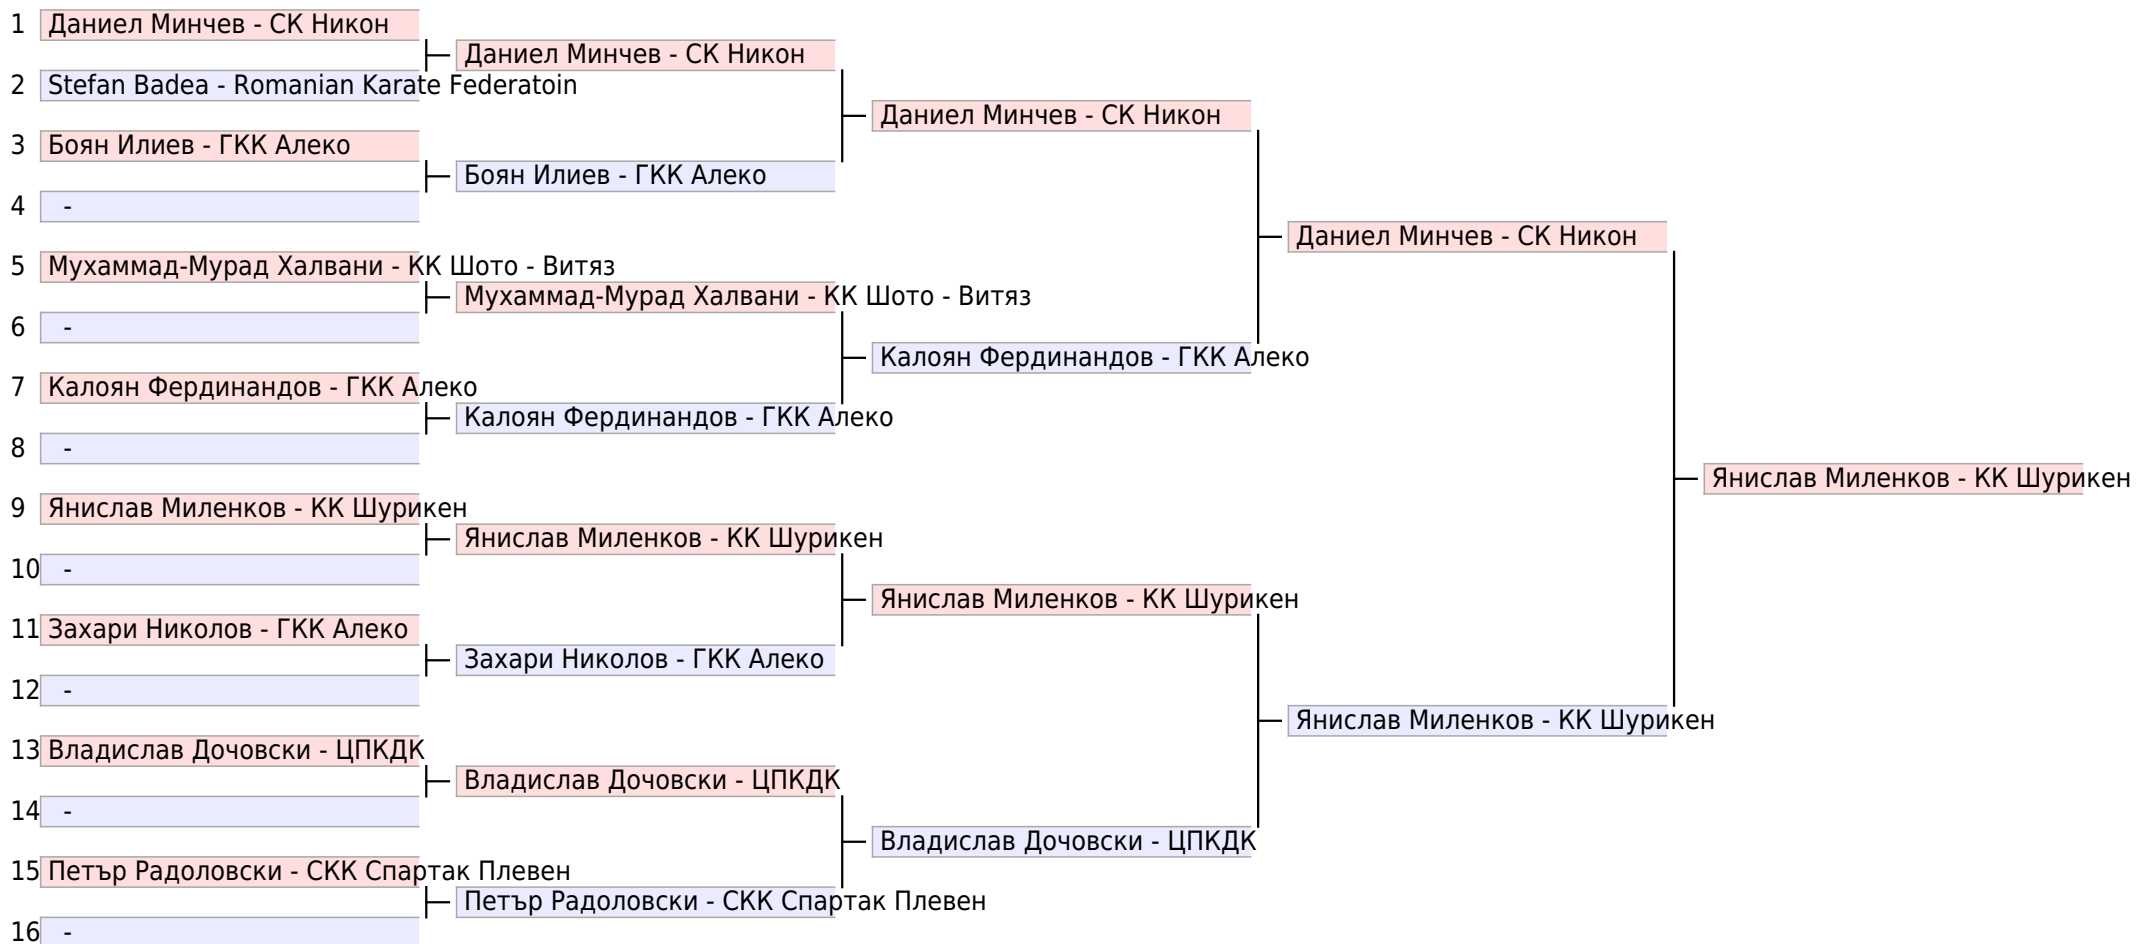 1 Даниел Минчев - СК Никон
Даниел Минчев - СК Никон
2 Stefan Badea - Romanian Karate Federatoin
Даниел Минчев - СК Никон
3 Боян Илиев - ГКК Алеко
Боян Илиев - ГКК Алеко
4 -
Даниел Минчев - СК Никон
5 Мухаммад-Мурад Халвани - КК Шото - Витяз
Мухаммад-Мурад Халвани - КК Шото - Витяз
6 -
Калоян Фердинандов - ГКК Алеко
7 Калоян Фердинандов - ГКК Алеко
Калоян Фердинандов - ГКК Алеко
8 -
Янислав Миленков - КК Шурикен
9 Янислав Миленков - КК Шурикен
Янислав Миленков - КК Шурикен
10 -
Янислав Миленков - КК Шурикен
11 Захари Николов - ГКК Алеко
Захари Николов - ГКК Алеко
12 -
Янислав Миленков - КК Шурикен
13 Владислав Дочовски - ЦПКДК
Владислав Дочовски - ЦПКДК
14 -
Владислав Дочовски - ЦПКДК
15 Петър Радоловски - СКК Спартак Плевен
Петър Радоловски - СКК Спартак Плевен
16 -